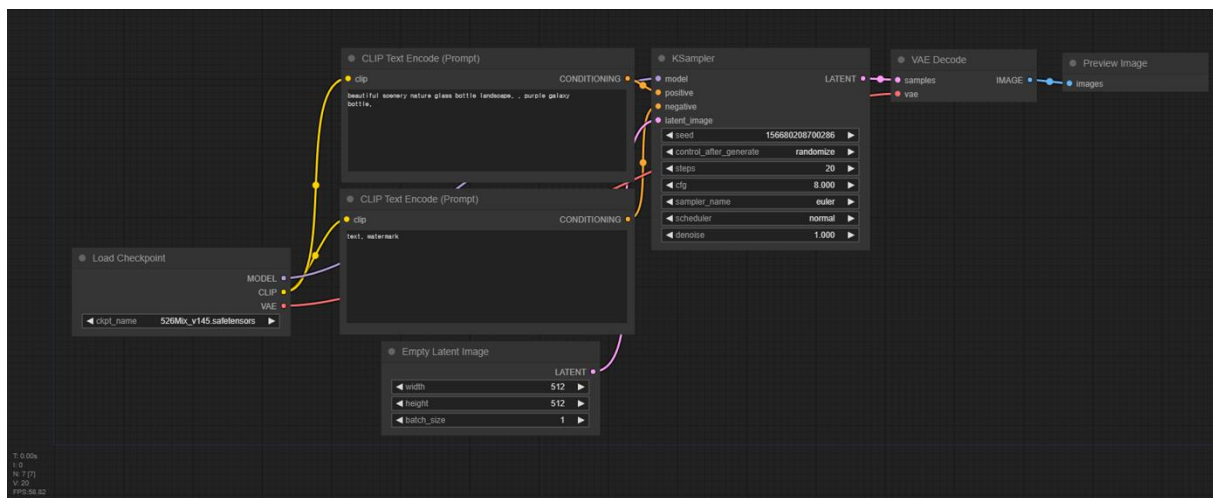 CLIP Text Encode (Prompt)
clip CONDITIONING
beautiful scenery nature glass bottle landscape, , purple galaxy
bottle,
CLIP Text Encode (Prompt)
clip CONDITIONING
text, watermark
Load Checkpoint
MODEL
CLIP
VAE
ckpt_name 526Mix_v145.safetensors
Empty Latent Image
LATENT
width 512
height 512
batch_size 1
KSampler
model LATENT
positive
negative
latent_image
seed 156680208700286
control_after_generate randomize
steps 20
cfg 8.000
sampler_name euler
scheduler normal
denoise 1.000
VAE Decode
samples IMAGE
vae
Preview Image
images
T: 0.00s
I: 0
N: 7 [7]
V: 20
FPS:56.82